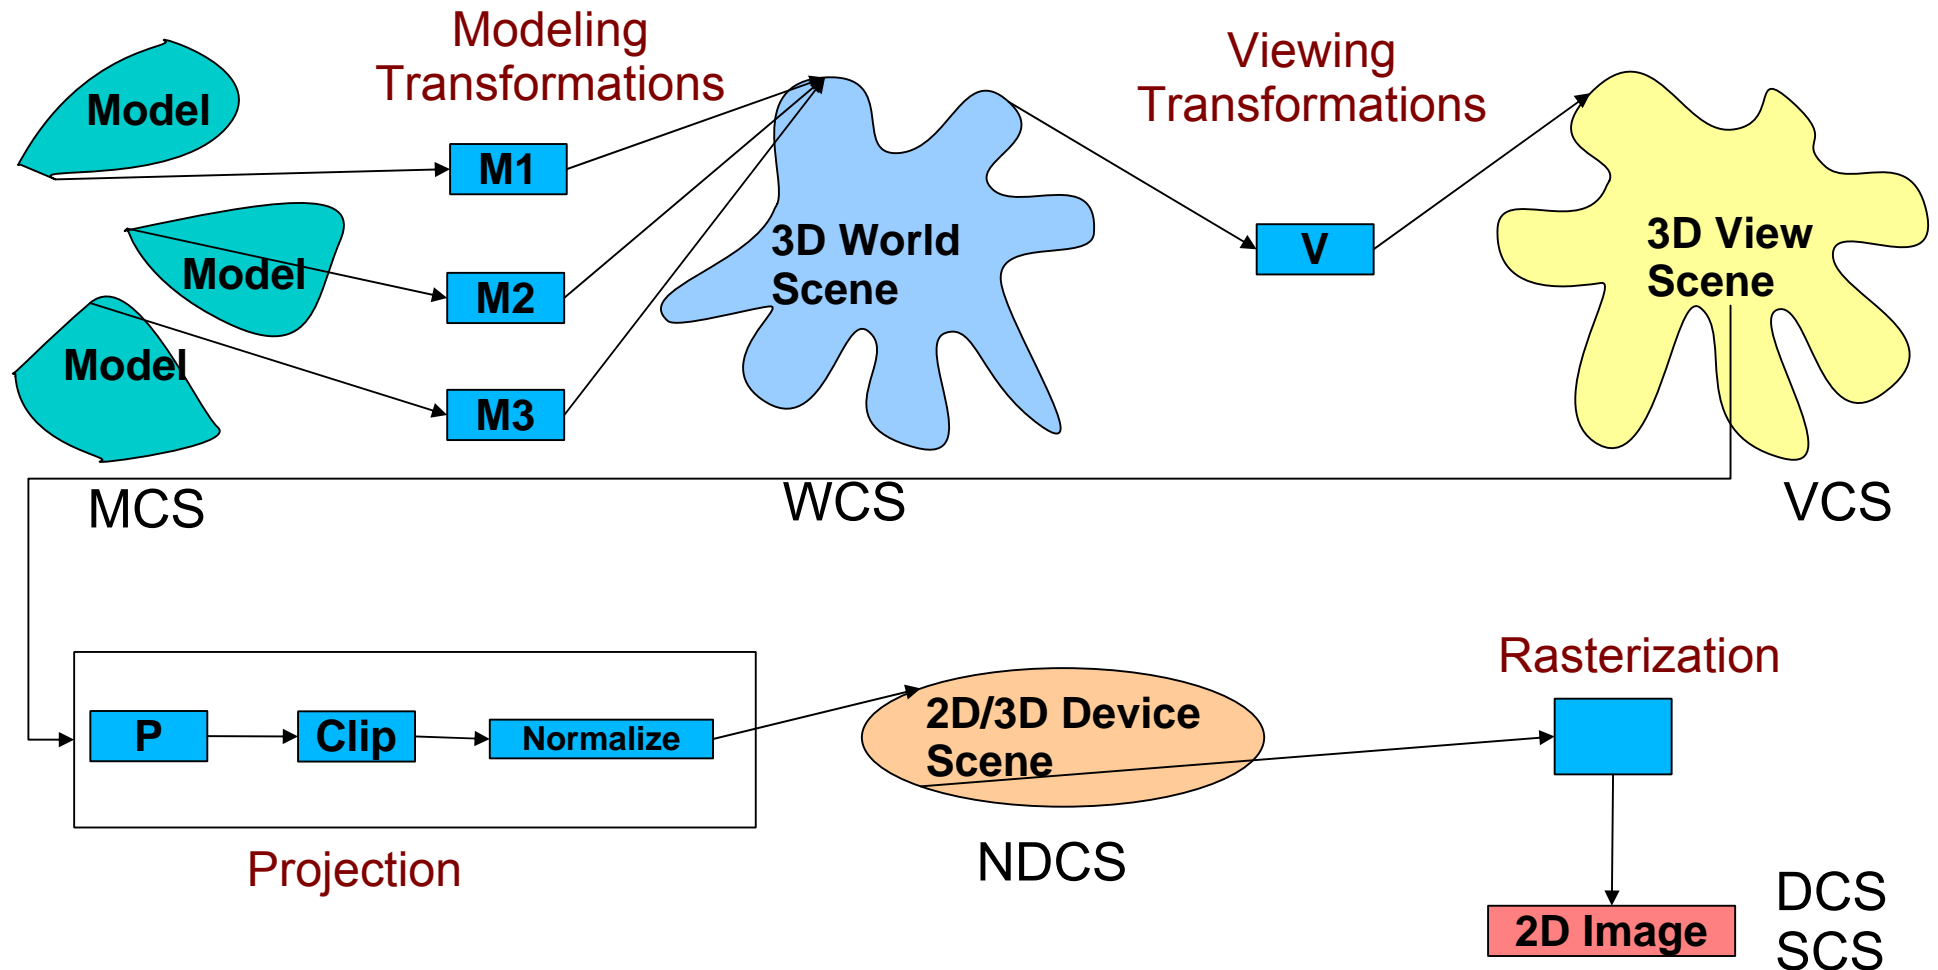 Modeling
Transformations
Viewing
Transformations
Model
M1
Model
M2
Model
M3
3D World
Scene
V
3D View
Scene
MCS
WCS
VCS
P
Clip
Normalize
Projection
2D/3D Device
Scene
NDCS
Rasterization
2D Image
DCS
SCS